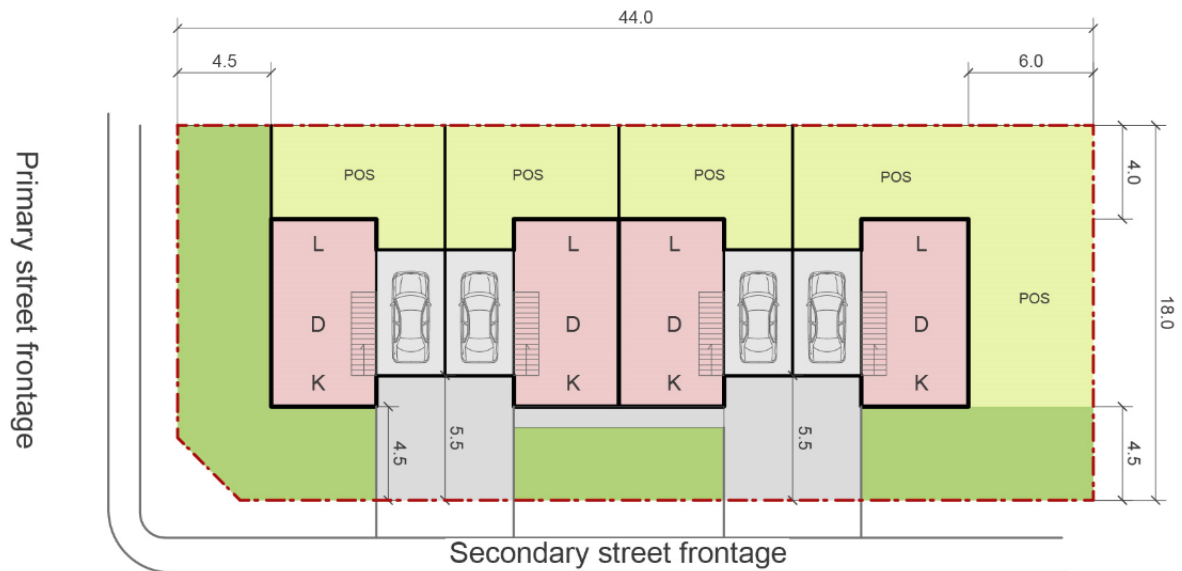 44.0
4.5
6.0
Primary street frontage
POS
POS
POS
POS
4.0
L
L
L
L
18.0
POS
D
D
D
D
K
K
K
K
4.5
5.5
5.5
4.5
Secondary street frontage